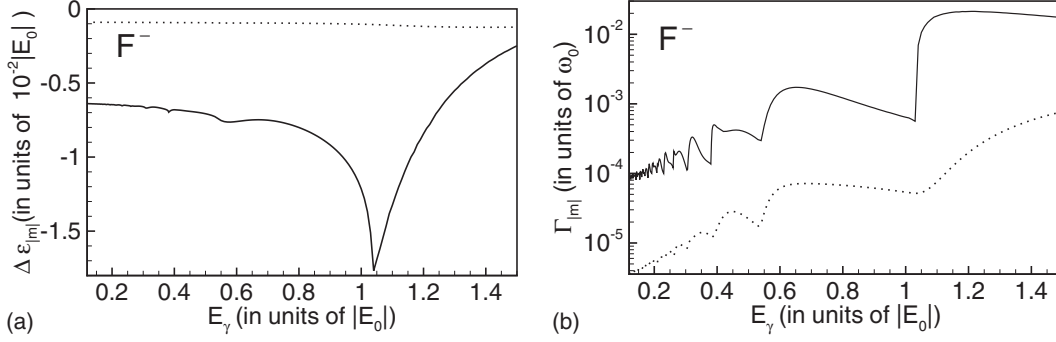 0
-0.5
-1
-1.5
Δ ε|m| (in units of 10⁻²|E₀|)
F⁻
0.2 0.4 0.6 0.8 1 1.2 1.4
Eγ (in units of |E₀|)
(a)
10⁻²
10⁻³
10⁻⁴
10⁻⁵
Γ|m| (in units of ω₀)
F⁻
0.2 0.4 0.6 0.8 1 1.2 1.4
Eγ (in units of |E₀|)
(b)